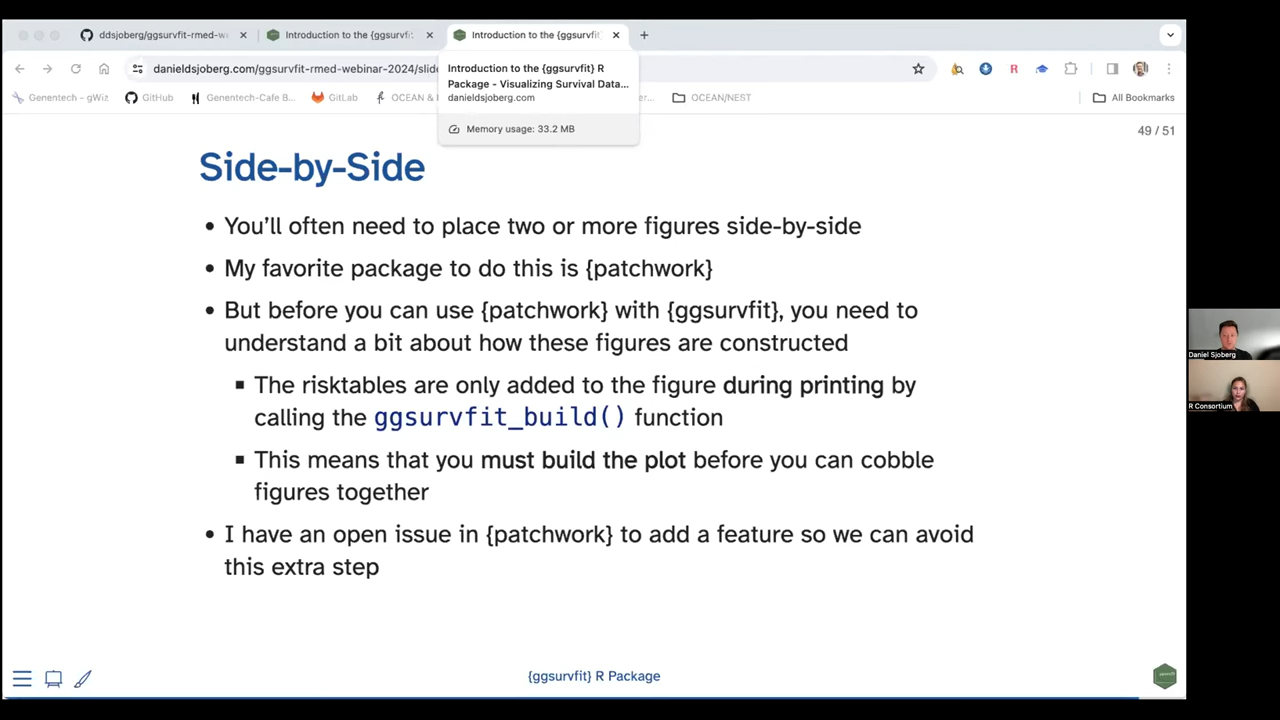 ddsjoberg/ggsurvfit-rmed-we
Introduction to the {ggsurvfit
Introduction to the {ggsurvfit}
danieldsjoberg.com/ggsurvfit-rmed-webinar-2024/slide
Introduction to the {ggsurvfit} R
Package - Visualizing Survival Data...
danieldsjoberg.com
Memory usage: 33.2 MB
Genentech - gWiz
GitHub
Genentech-Cafe B...
GitLab
OCEAN &
er...
OCEAN/NEST
All Bookmarks
49 / 51
Side-by-Side
• You'll often need to place two or more figures side-by-side
• My favorite package to do this is {patchwork}
• But before you can use {patchwork} with {ggsurvfit}, you need to
understand a bit about how these figures are constructed
▪ The risktables are only added to the figure during printing by
calling the ggsurvfit_build() function
▪ This means that you must build the plot before you can cobble
figures together
• I have an open issue in {patchwork} to add a feature so we can avoid
this extra step
{ggsurvfit} R Package
Daniel Sjoberg
R Consortium